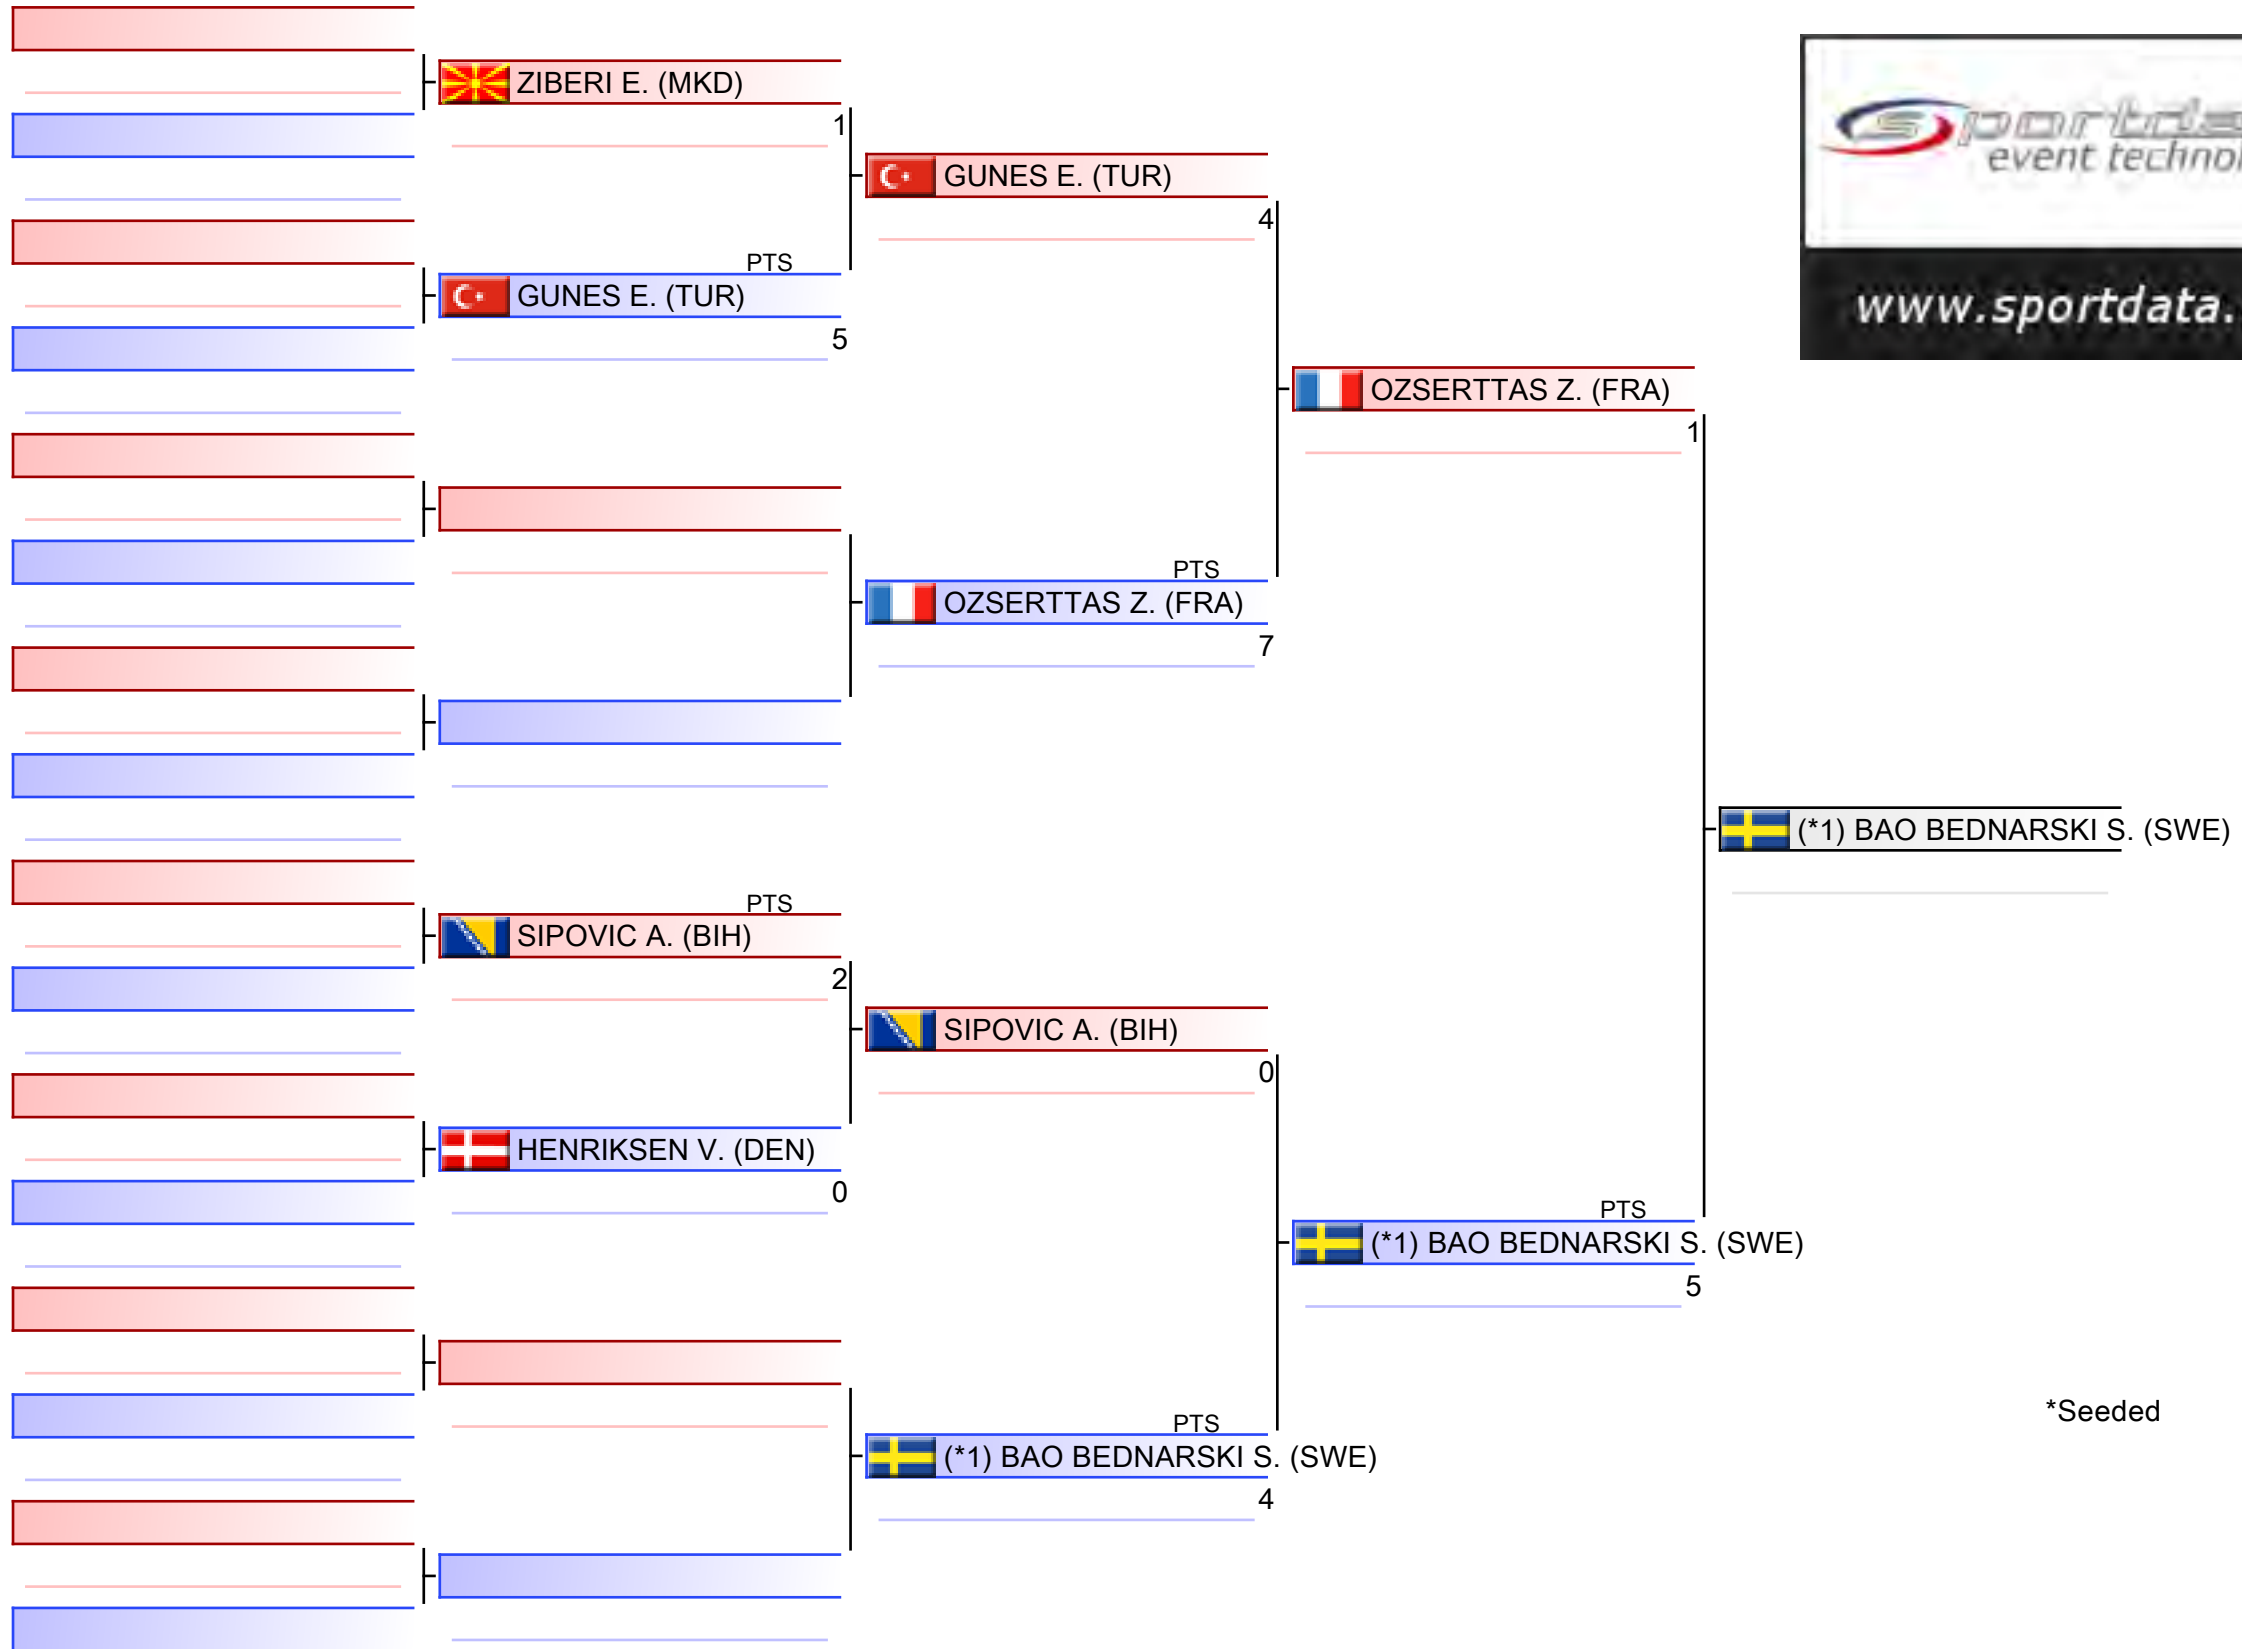 ZIBERI E. (MKD)
1
PTS
GUNES E. (TUR)
5
GUNES E. (TUR)
4
PTS
OZSERTTAS Z. (FRA)
7
OZSERTTAS Z. (FRA)
1
PTS
SIPOVIC A. (BIH)
2
HENRIKSEN V. (DEN)
0
SIPOVIC A. (BIH)
0
PTS
(*1) BAO BEDNARSKI S. (SWE)
4
PTS
(*1) BAO BEDNARSKI S. (SWE)
5
(*1) BAO BEDNARSKI S. (SWE)
*Seeded
sportda
event technol
www.sportdata.